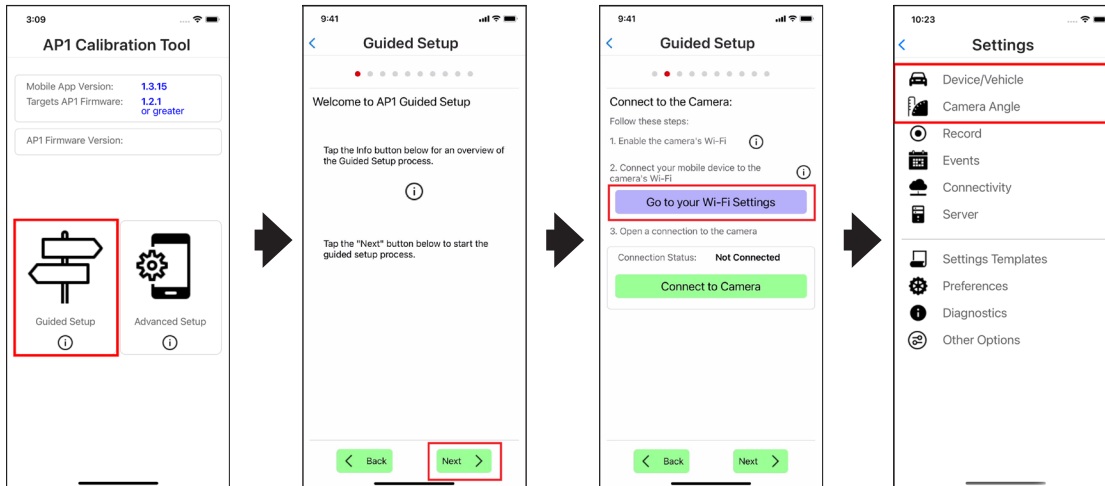 3:09
AP1 Calibration Tool
Mobile App Version: 1.3.15
Targets AP1 Firmware: 1.2.1
or greater
AP1 Firmware Version:
Guided Setup
Advanced Setup
9:41
Guided Setup
Welcome to AP1 Guided Setup
Tap the Info button below for an overview of
the Guided Setup process.
Tap the "Next" button below to start the
guided setup process.
Back
Next
9:41
Guided Setup
Connect to the Camera:
Follow these steps:
1. Enable the camera's Wi-Fi
2. Connect your mobile device to the
camera's Wi-Fi
Go to your Wi-Fi Settings
3. Open a connection to the camera
Connection Status: Not Connected
Connect to Camera
Back
Next
10:23
Settings
Device/Vehicle
Camera Angle
Record
Events
Connectivity
Server
Settings Templates
Preferences
Diagnostics
Other Options